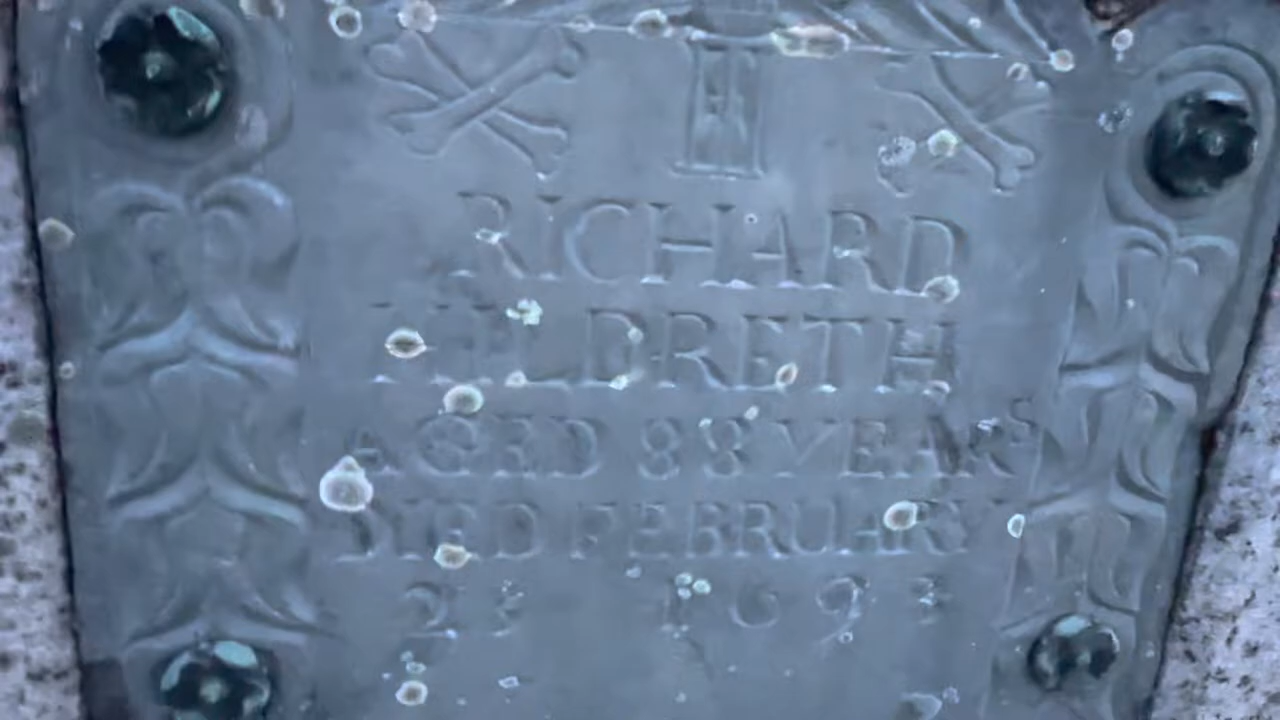 RICHARD
HILDRETH
AGED 88 YEARS
DIED FEBRUARY
23 1693